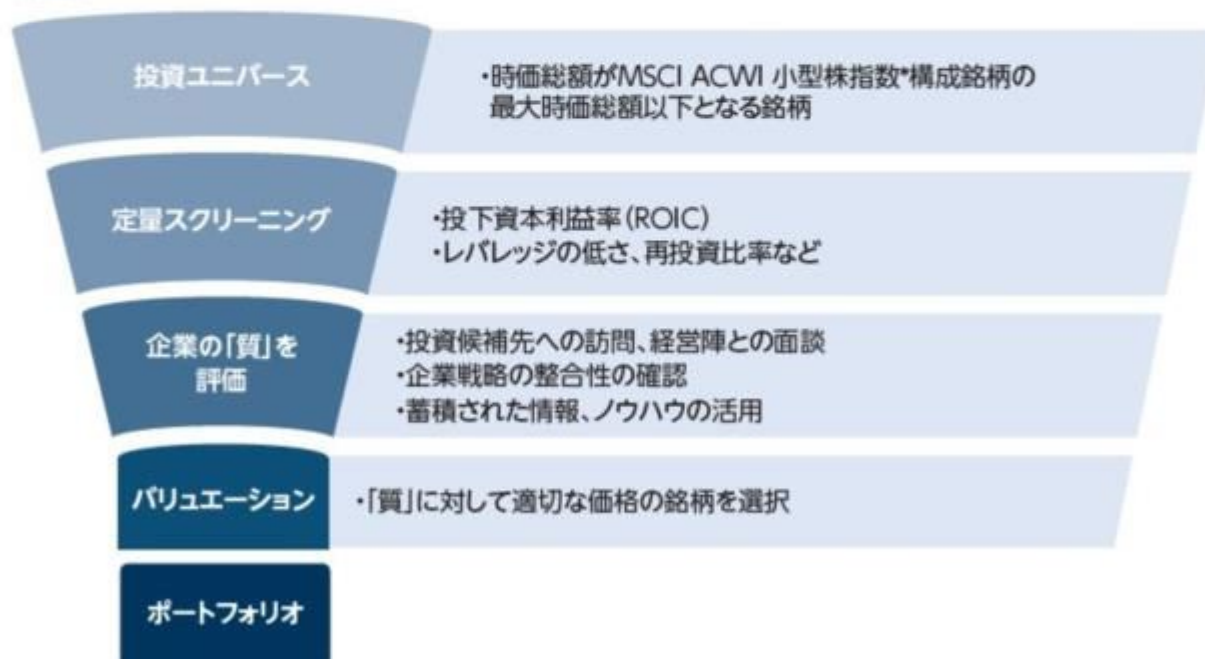 投資ユニバース
・時価総額がMSCI ACWI 小型株指数*構成銘柄の
最大時価総額以下となる銘柄
定量スクリーニング
・投下資本利益率(ROIC)
・レバレッジの低さ、再投資比率など
企業の「質」を
評価
・投資候補先への訪問、経営陣との面談
・企業戦略の整合性の確認
・蓄積された情報、ノウハウの活用
バリュエーション
・「質」に対して適切な価格の銘柄を選択
ポートフォリオ